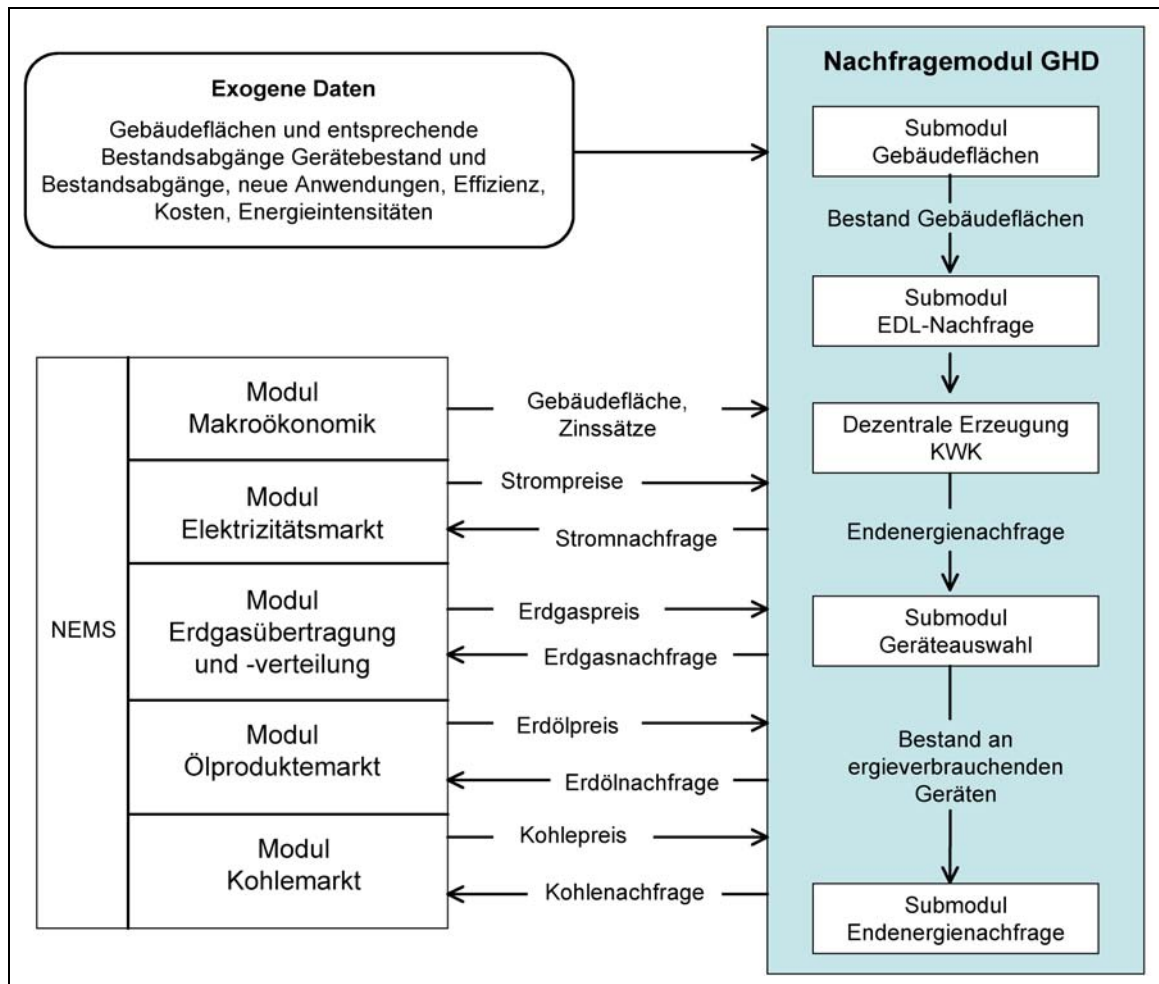 Exogene Daten
Gebäudeflächen und entsprechende
Bestandsabgänge Gerätebestand und
Bestandsabgänge, neue Anwendungen, Effizienz,
Kosten, Energieintensitäten
NEMS
Modul
Makroökonomik
Modul
Elektrizitätsmarkt
Modul
Erdgasübertragung
und -verteilung
Modul
Ölproduktemarkt
Modul
Kohlemarkt
Gebäudefläche,
Zinssätze
Strompreise
Stromnachfrage
Erdgaspreis
Erdgasnachfrage
Erdölpreis
Erdölnachfrage
Kohlepreis
Kohlenachfrage
Nachfragemodul GHD
Submodul
Gebäudeflächen
Bestand Gebäudeflächen
Submodul
EDL-Nachfrage
Dezentrale Erzeugung
KWK
Endenergienachfrage
Submodul
Geräteauswahl
Bestand an
ergieverbrauchenden
Geräten
Submodul
Endenergienachfrage